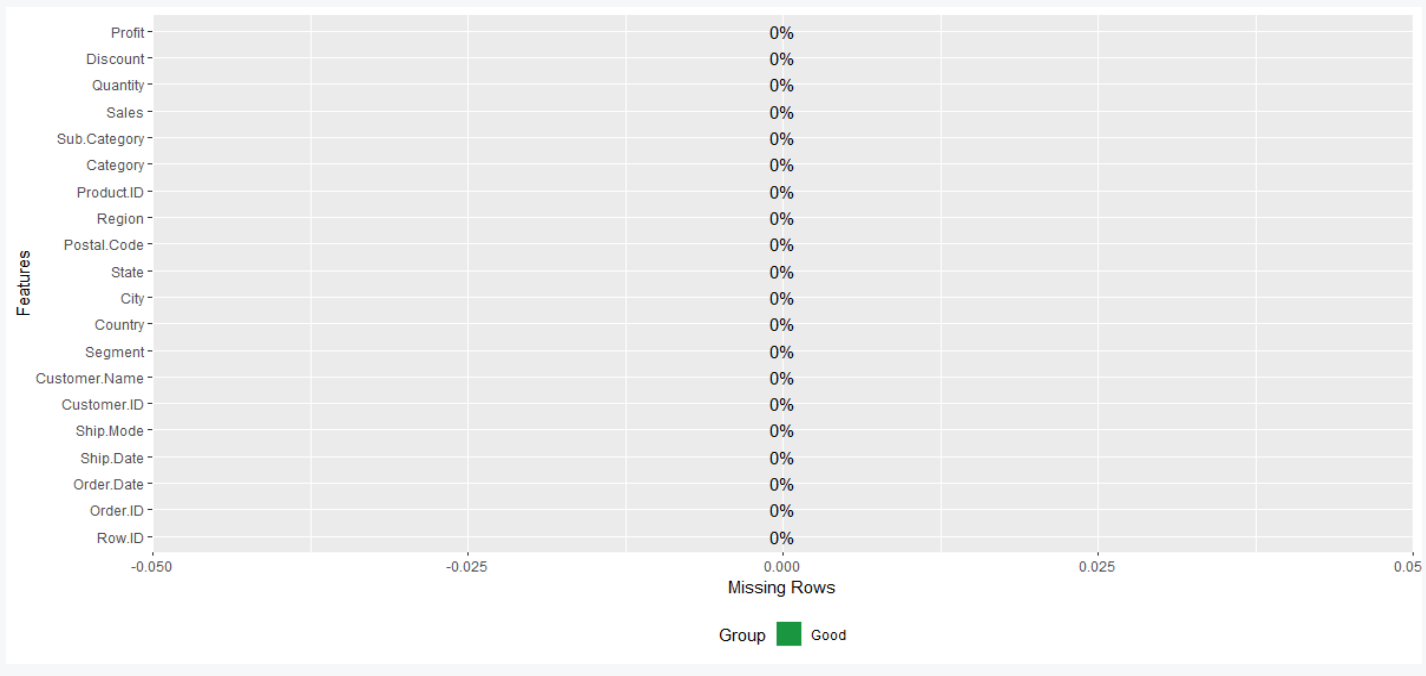 Profit 0%
Discount 0%
Quantity 0%
Sales 0%
Sub.Category 0%
Category 0%
Product.ID 0%
Region 0%
Postal.Code 0%
State 0%
City 0%
Country 0%
Segment 0%
Customer.Name 0%
Customer.ID 0%
Ship.Mode 0%
Ship.Date 0%
Order.Date 0%
Order.ID 0%
Row.ID 0%
Features
-0.050 -0.025 0.000 0.025 0.05
Missing Rows
Group Good